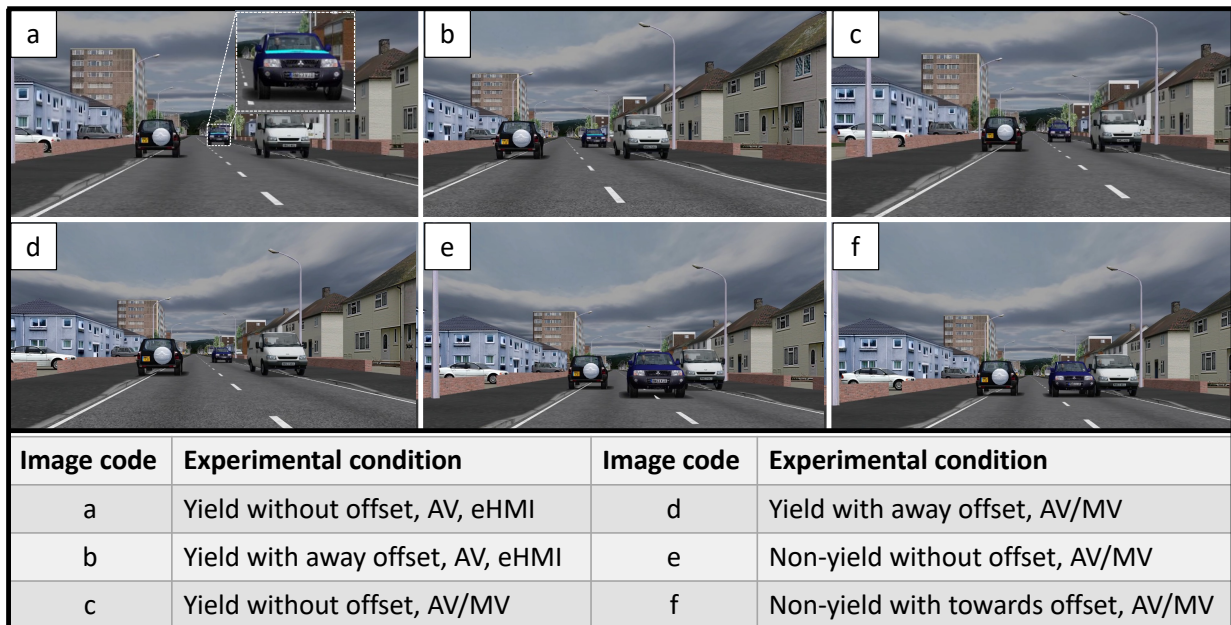 a
b
c
d
e
f
Image code Experimental condition Image code Experimental condition
a Yield without offset, AV, eHMI d Yield with away offset, AV/MV
b Yield with away offset, AV, eHMI e Non-yield without offset, AV/MV
c Yield without offset, AV/MV f Non-yield with towards offset, AV/MV